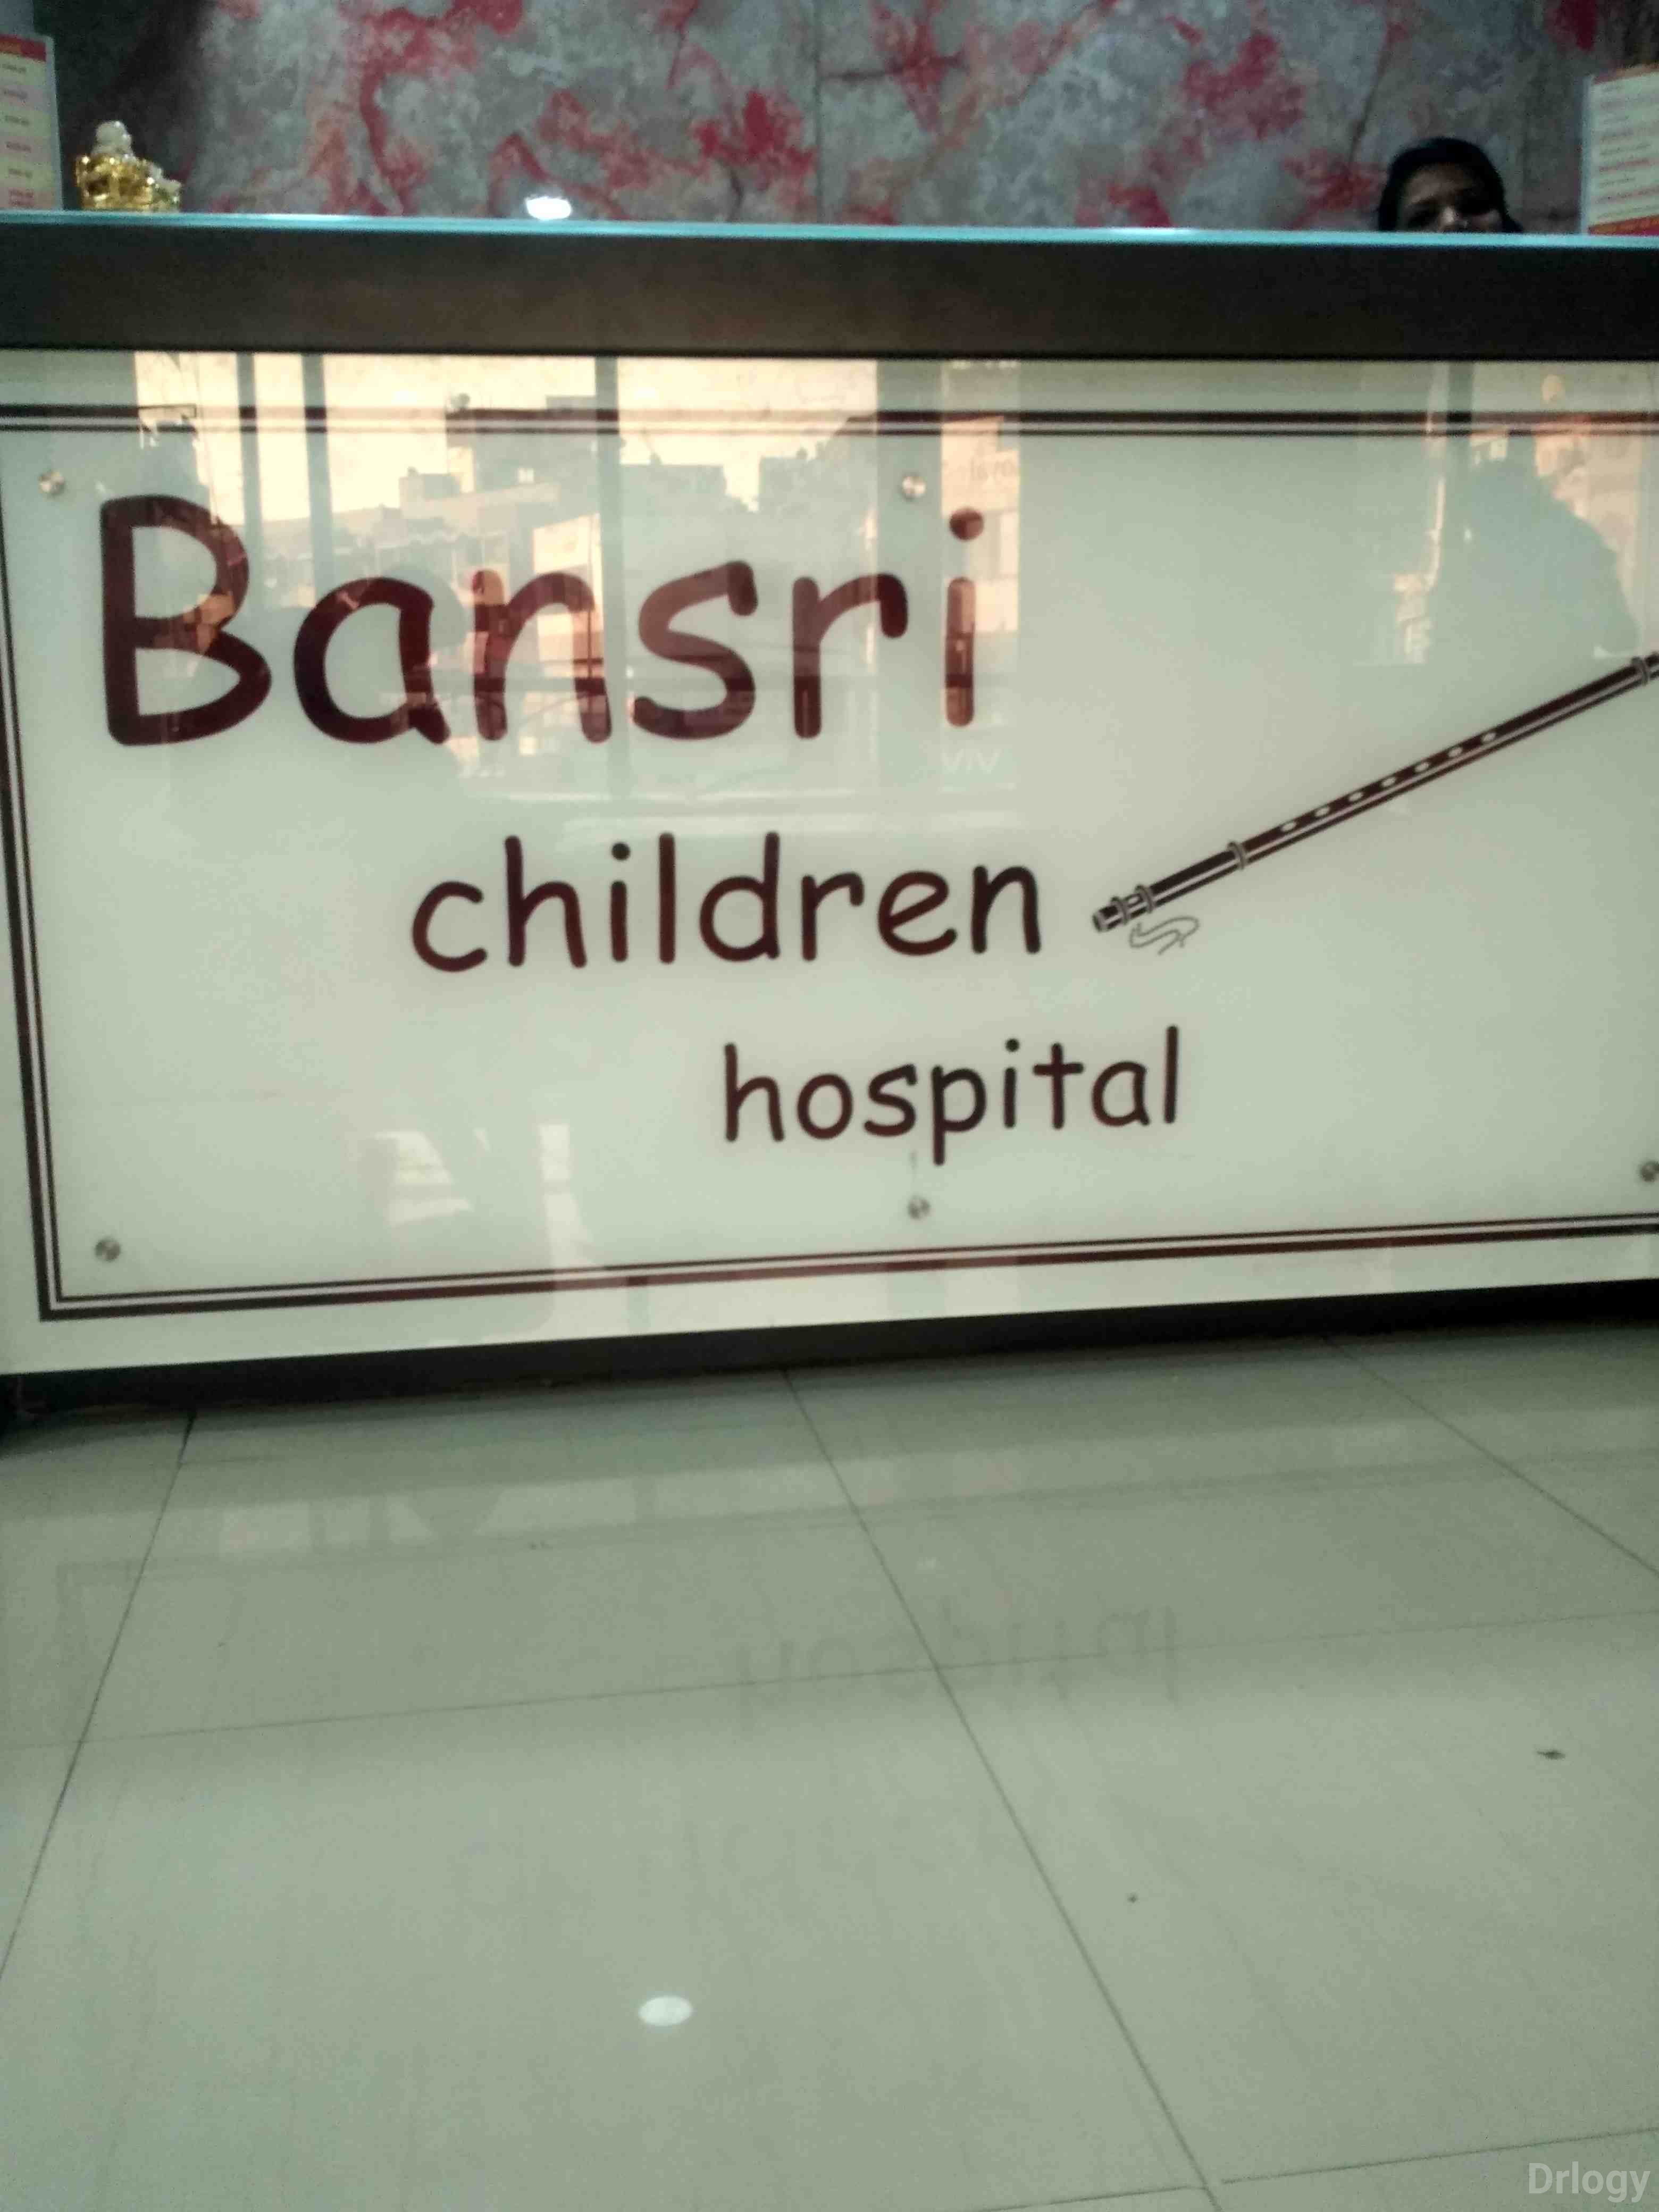 Bansri
children
hospital
Drlogy